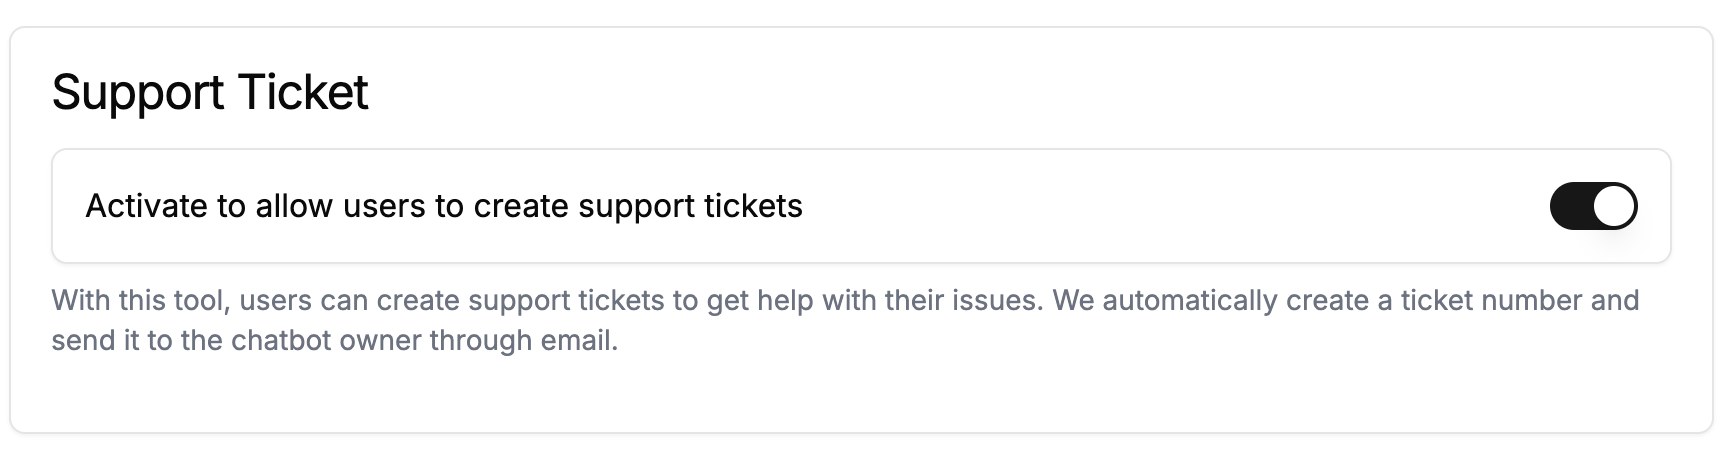 Support Ticket
Activate to allow users to create support tickets
With this tool, users can create support tickets to get help with their issues. We automatically create a ticket number and
send it to the chatbot owner through email.